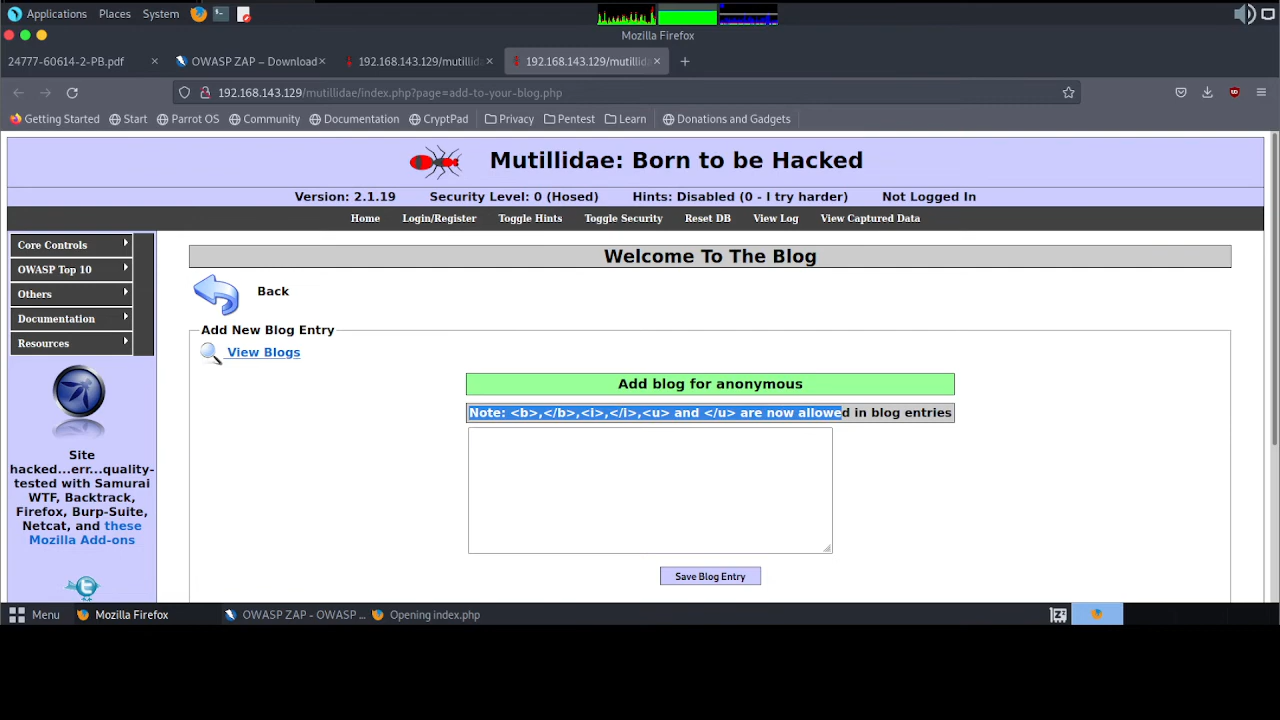 Applications Places System
Mozilla Firefox
24777-60614-2-PB.pdf × OWASP ZAP – Download × 192.168.143.129/mutillid × 192.168.143.129/mutillid × +
192.168.143.129/mutillidae/index.php?page=add-to-your-blog.php
Getting Started Start Parrot OS Community Documentation CryptPad Privacy Pentest Learn Donations and Gadgets
Mutillidae: Born to be Hacked
Version: 2.1.19 Security Level: 0 (Hosed) Hints: Disabled (0 - I try harder) Not Logged In
Home Login/Register Toggle Hints Toggle Security Reset DB View Log View Captured Data
Core Controls
OWASP Top 10
Others
Documentation
Resources
Site
hacked...err...quality-
tested with Samurai
WTF, Backtrack,
Firefox, Burp-Suite,
Netcat, and these
Mozilla Add-ons
Welcome To The Blog
Back
Add New Blog Entry
View Blogs
Add blog for anonymous
Note: <b>,</b>,<i>,</i>,<u> and </u> are now allowed in blog entries
Save Blog Entry
Menu Mozilla Firefox OWASP ZAP - OWASP ... Opening index.php